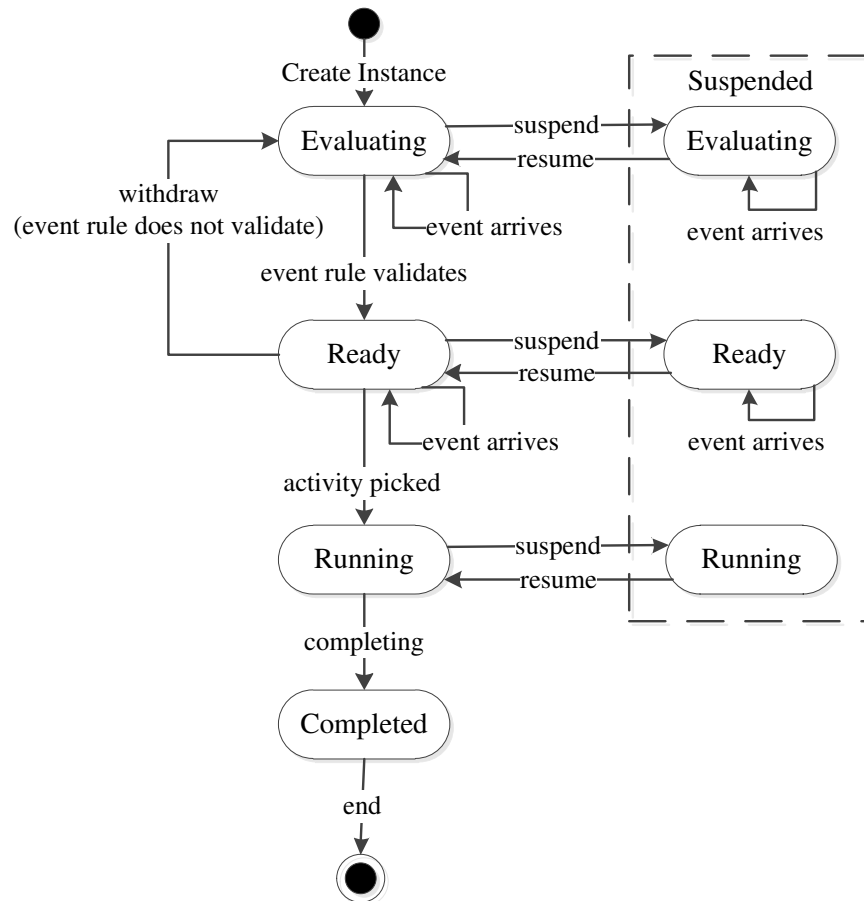 Create Instance
Suspended
Evaluating
suspend
Evaluating
resume
withdraw
(event rule does not validate)
event arrives
event arrives
event rule validates
Ready
suspend
Ready
resume
event arrives
event arrives
activity picked
Running
suspend
Running
resume
completing
Completed
end